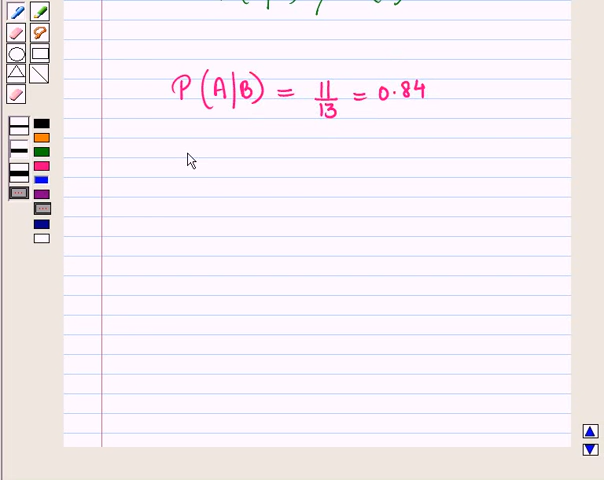 P(A|B) = 11/13 = 0.84